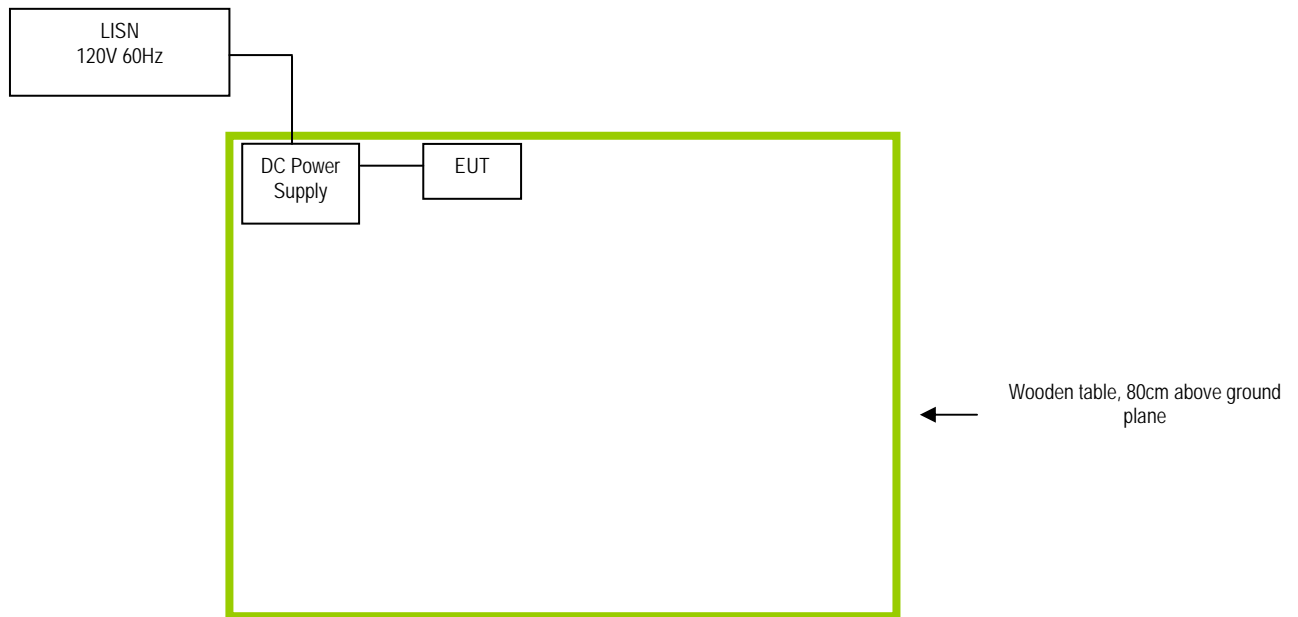 LISN
120V 60Hz
DC Power
Supply
EUT
Wooden table, 80cm above ground
plane